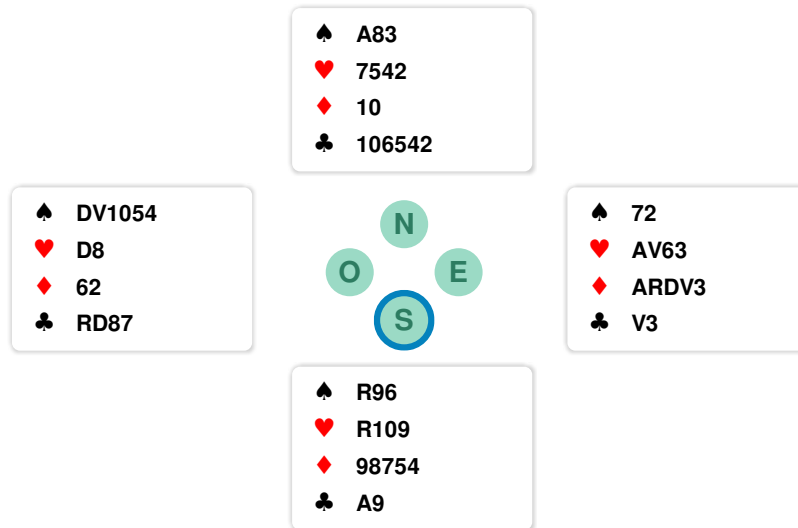 ♠ A83
♥ 7542
♦ 10
♣ 106542
♠ DV1054
♥ D8
♦ 62
♣ RD87
N
O E
S
♠ 72
♥ AV63
♦ ARDV3
♣ V3
♠ R96
♥ R109
♦ 98754
♣ A9